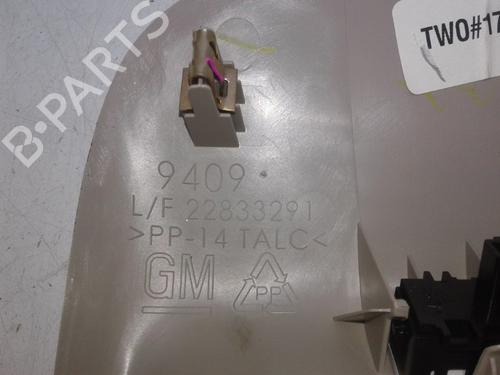 B-PARTS
TWO#17
9409
L/F 22833291
>PP-14 TALC<
GM
PP